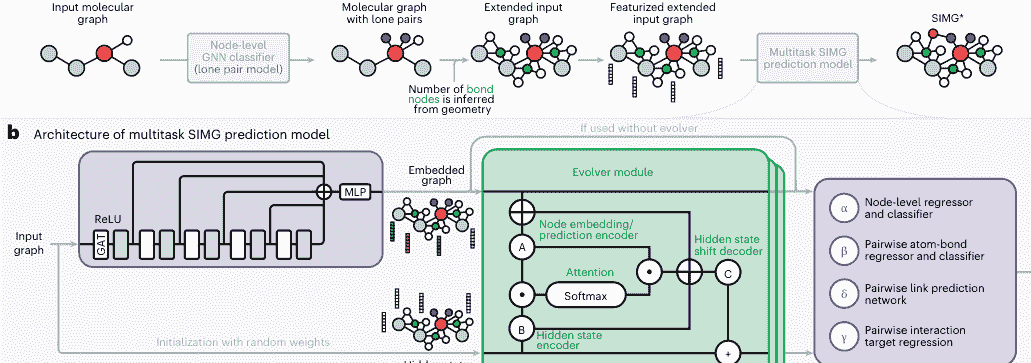 Input molecular
graph
Node-level
GNN classifier
(lone pair model)
Molecular graph
with lone pairs
Number of bond
nodes is inferred
from geometry
Extended input
graph
Featurized extended
input graph
Multitask SIMG
prediction model
SIMG*
b Architecture of multitask SIMG prediction model
If used without evolver
Input
graph
ReLU
GAT
MLP
Embedded
graph
Evolver module
Node embedding/
prediction encoder
A
Attention
Softmax
B
Hidden state
encoder
Hidden state
shift decoder
C
+
Initialization with random weights
α Node-level regressor
and classifier
β Pairwise atom-bond
regressor and classifier
δ Pairwise link prediction
network
γ Pairwise interaction
target regression